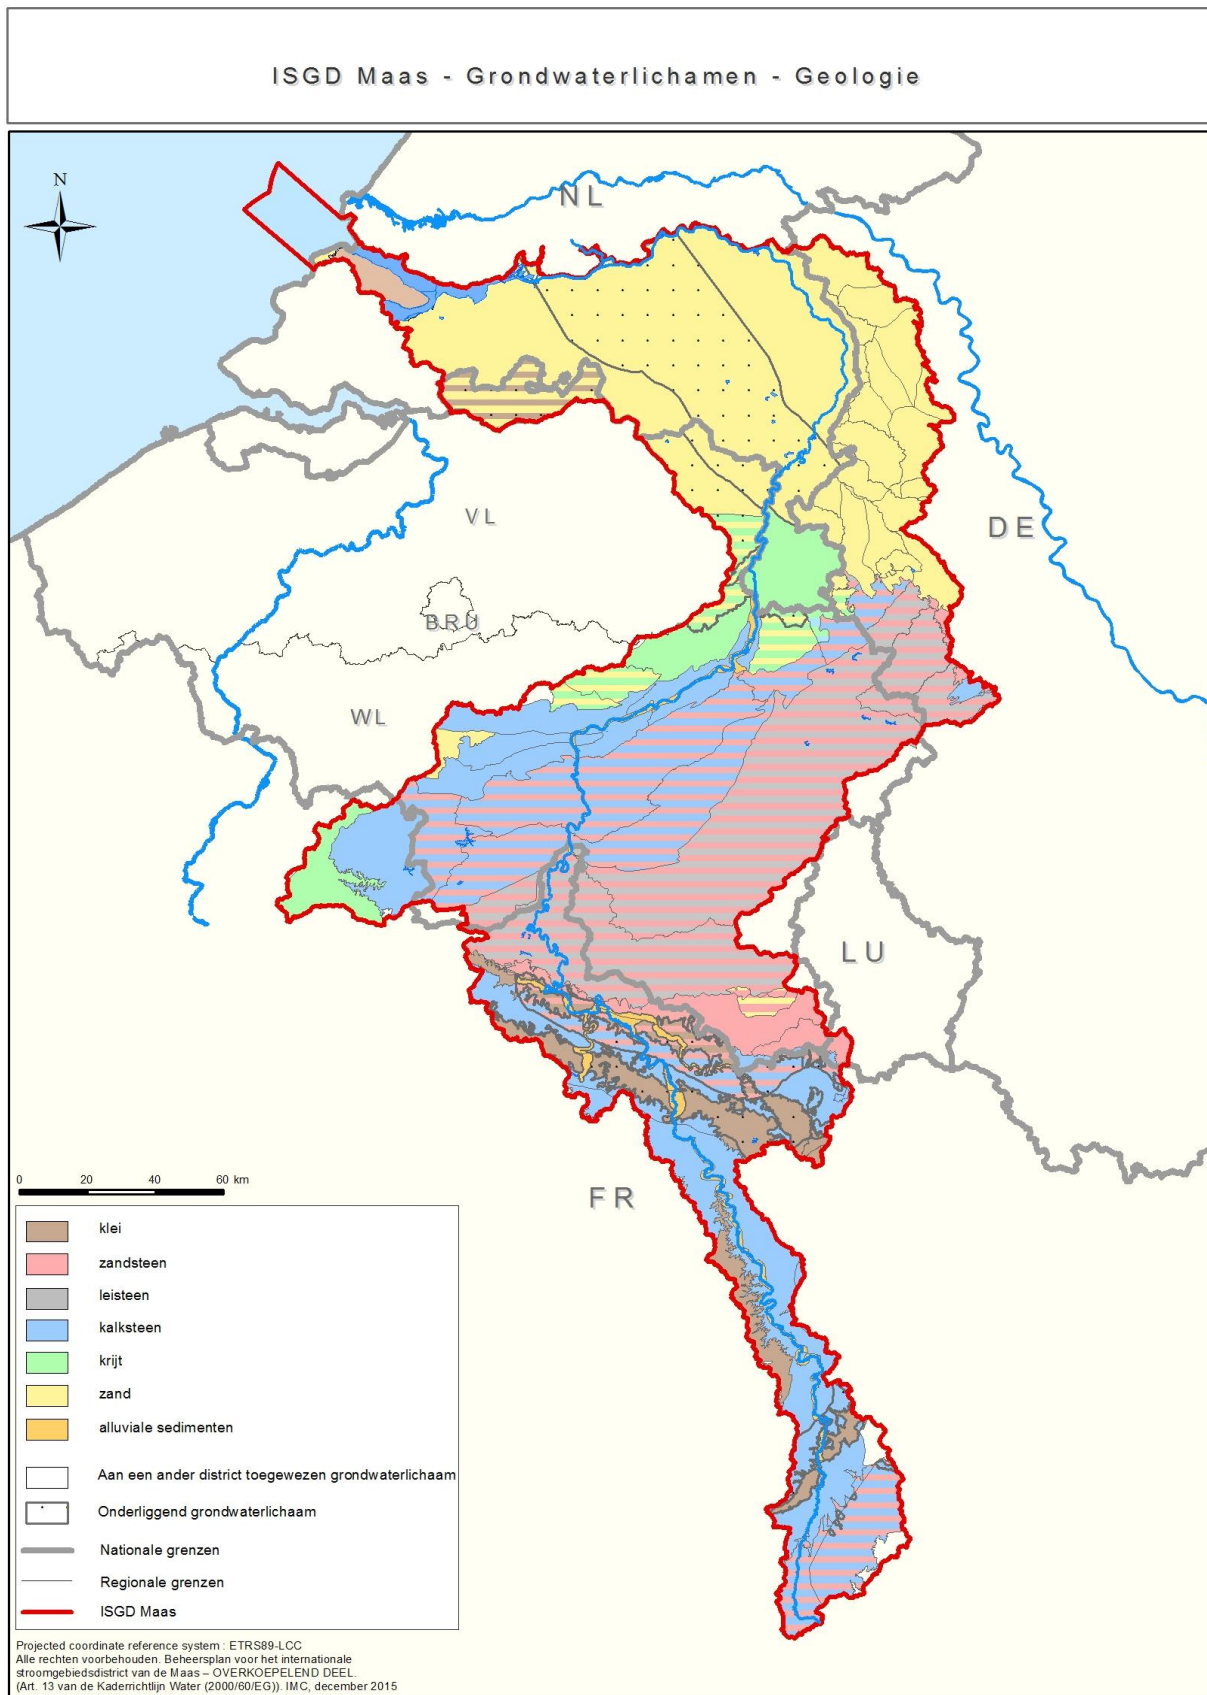 ISGD Maas - Grondwaterlichamen - Geologie
N
NL
DE
VL
BRU
WL
LU
FR
0 20 40 60 km
klei
zandsteen
leisteen
kalksteen
krijt
zand
alluviale sedimenten
Aan een ander district toegewezen grondwaterlichaam
Onderliggend grondwaterlichaam
Nationale grenzen
Regionale grenzen
ISGD Maas
Projected coordinate reference system : ETRS89-LCC
Alle rechten voorbehouden. Beheersplan voor het internationale
stroomgebiedsdistrict van de Maas – OVERKOEPELEND DEEL.
(Art. 13 van de Kaderrichtlijn Water (2000/60/EG)). IMC, december 2015